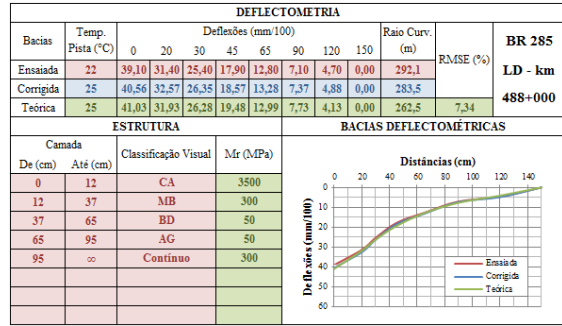 DEFLECTOMETRIA
Bacias Temp. Pista (°C) Deflexões (mm/100) Raio Curv. (m) RMSE (%) BR 285 LD - km 488+000
0 20 30 45 65 90 120 150
Ensaiada 22 39,10 31,40 25,40 17,90 12,80 7,10 4,70 0,00 292,1
Corrigida 25 40,56 32,57 26,35 18,57 13,28 7,37 4,88 0,00 283,5
Teórica 25 41,03 31,93 26,28 19,48 12,99 7,73 4,13 0,00 262,5 7,34
ESTRUTURA
Camada Classificação Visual Mr (MPa)
De (cm) Até (cm)
0 12 CA 3500
12 37 MB 300
37 65 BD 50
65 95 AG 50
95 ∞ Contínuo 300
BACIAS DEFLECTOMÉTRICAS
Distâncias (cm)
0 20 40 60 80 100 120 140
Deflexões (mm/100)
0
10
20
30
40
50
60
Ensaiada
Corrigida
Teórica